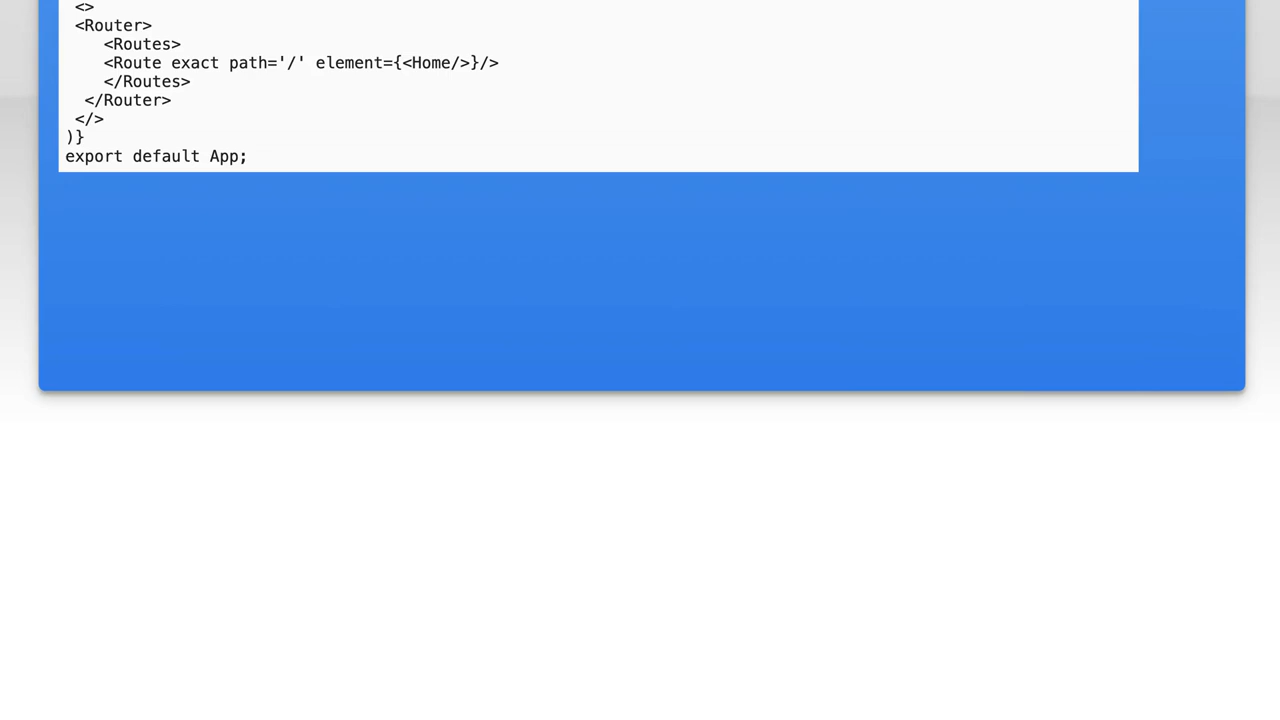 <>
<Router>
<Routes>
<Route exact path='/' element={<Home/>}/>
</Routes>
</Router>
</>
)}
export default App;